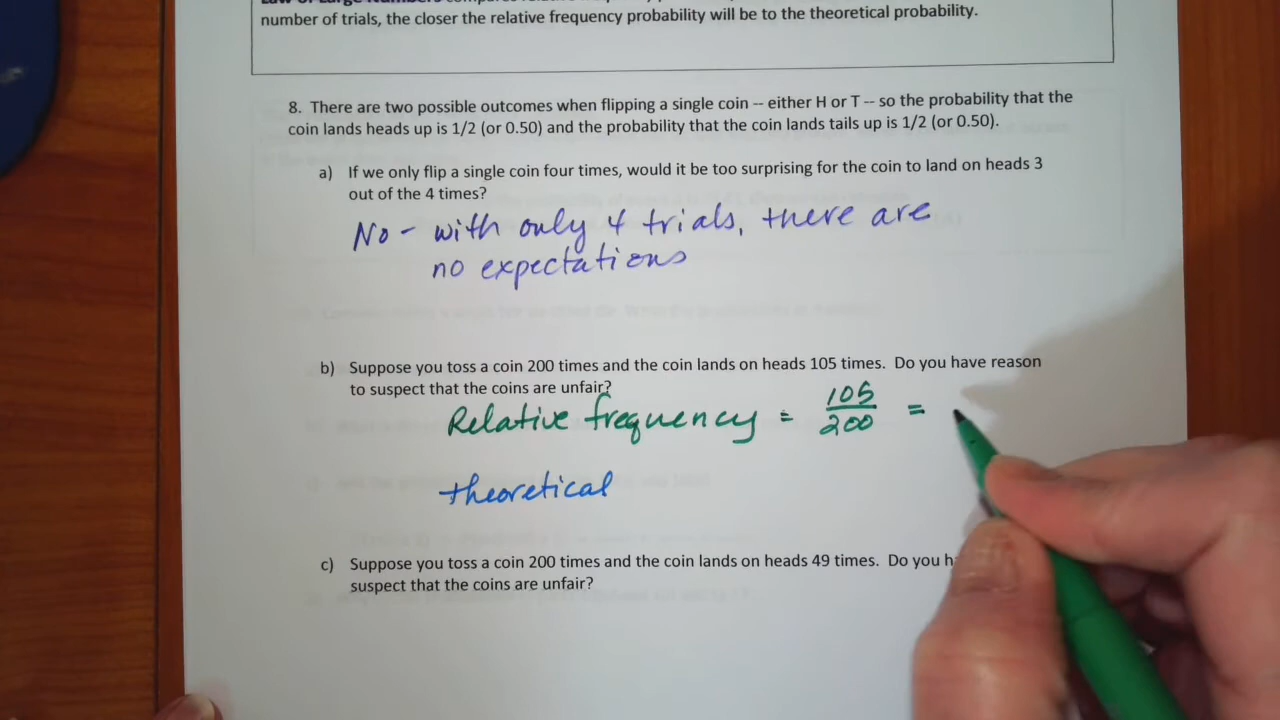 number of trials, the closer the relative frequency probability will be to the theoretical probability.
8. There are two possible outcomes when flipping a single coin -- either H or T -- so the probability that the
coin lands heads up is 1/2 (or 0.50) and the probability that the coin lands tails up is 1/2 (or 0.50).
a) If we only flip a single coin four times, would it be too surprising for the coin to land on heads 3
out of the 4 times?
No - with only 4 trials, there are
no expectations
b) Suppose you toss a coin 200 times and the coin lands on heads 105 times. Do you have reason
to suspect that the coins are unfair?
Relative frequency = 105/200 =
theoretical
c) Suppose you toss a coin 200 times and the coin lands on heads 49 times. Do you
suspect that the coins are unfair?